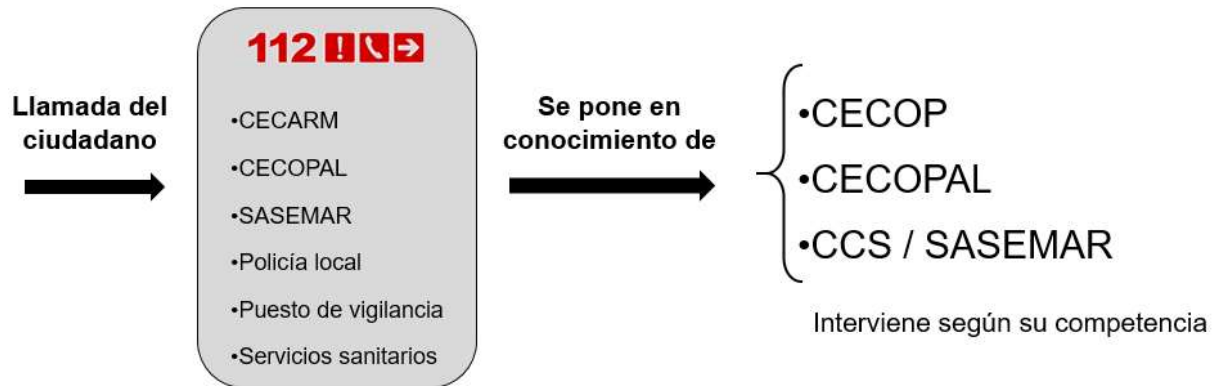 Llamada del
ciudadano
112
•CECARM
•CECOPAL
•SASEMAR
•Policía local
•Puesto de vigilancia
•Servicios sanitarios
Se pone en
conocimiento de
•CECOP
•CECOPAL
•CCS / SASEMAR
Interviene según su competencia